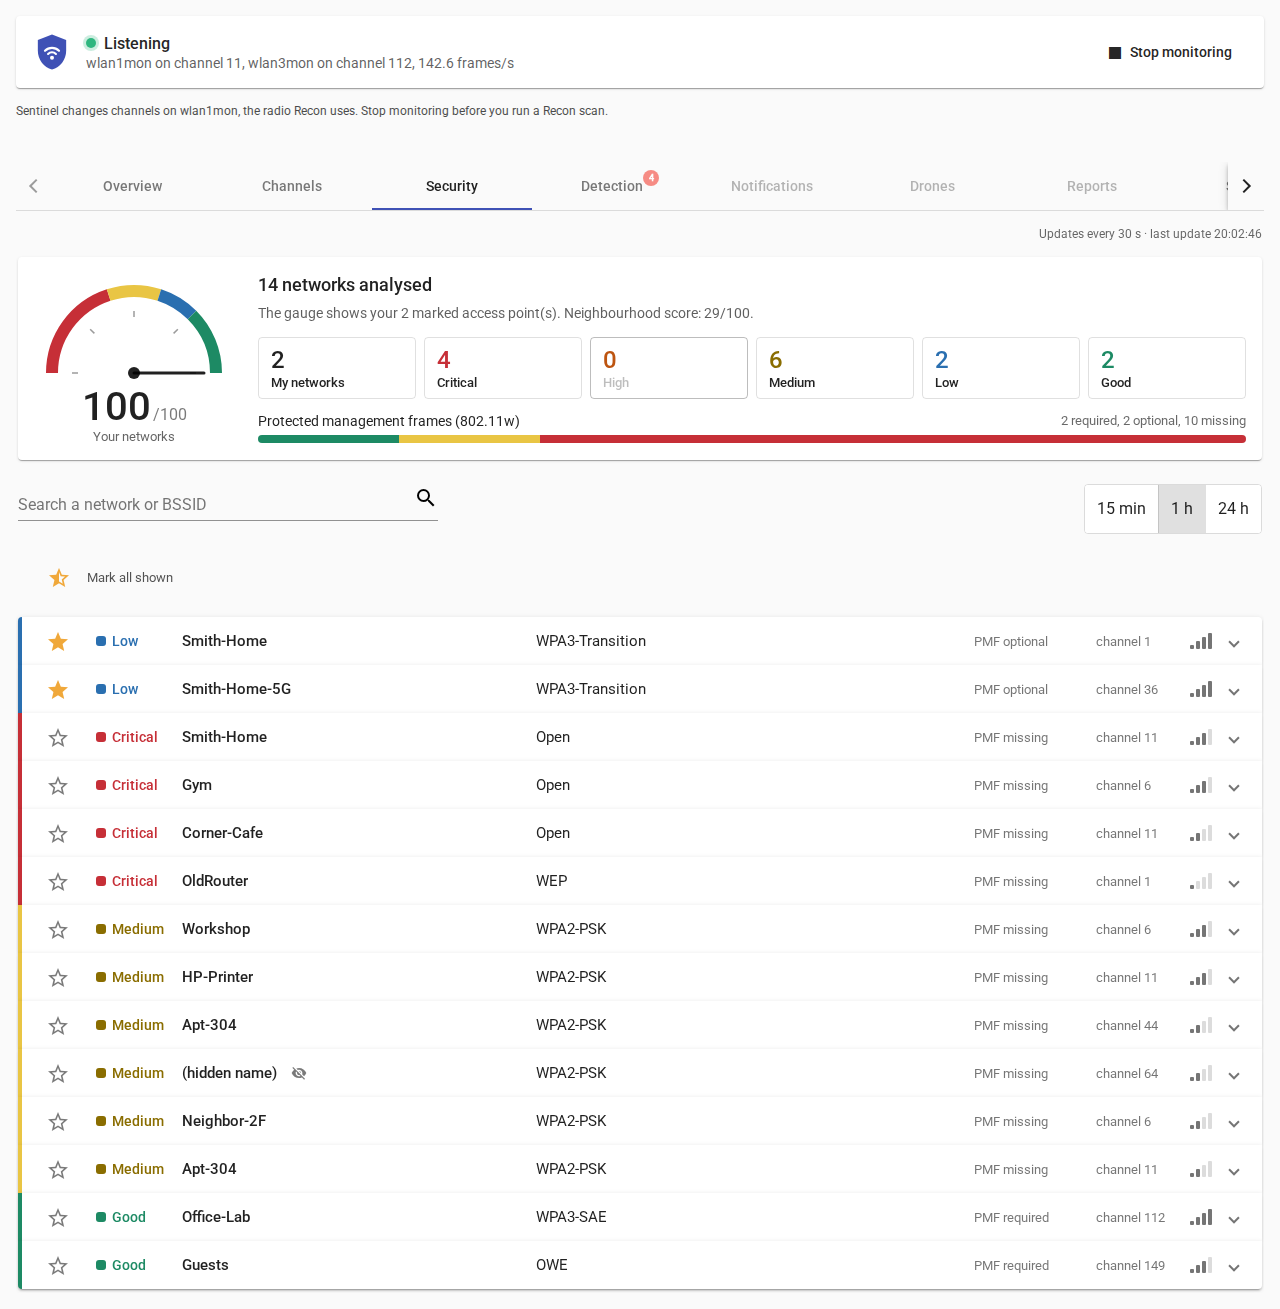 Listening
wlan1mon on channel 11, wlan3mon on channel 112, 142.6 frames/s
Stop monitoring
Sentinel changes channels on wlan1mon, the radio Recon uses. Stop monitoring before you run a Recon scan.
Overview Channels Security Detection 4 Notifications Drones Reports
Updates every 30 s · last update 20:02:46
14 networks analysed
The gauge shows your 2 marked access point(s). Neighbourhood score: 29/100.
2 4 0 6 2 2
My networks Critical High Medium Low Good
100 /100
Your networks
Protected management frames (802.11w) 2 required, 2 optional, 10 missing
Search a network or BSSID
15 min 1 h 24 h
Mark all shown
Low Smith-Home WPA3-Transition PMF optional channel 1
Low Smith-Home-5G WPA3-Transition PMF optional channel 36
Critical Smith-Home Open PMF missing channel 11
Critical Gym Open PMF missing channel 6
Critical Corner-Cafe Open PMF missing channel 11
Critical OldRouter WEP PMF missing channel 1
Medium Workshop WPA2-PSK PMF missing channel 6
Medium HP-Printer WPA2-PSK PMF missing channel 11
Medium Apt-304 WPA2-PSK PMF missing channel 44
Medium (hidden name) WPA2-PSK PMF missing channel 64
Medium Neighbor-2F WPA2-PSK PMF missing channel 6
Medium Apt-304 WPA2-PSK PMF missing channel 11
Good Office-Lab WPA3-SAE PMF required channel 112
Good Guests OWE PMF required channel 149